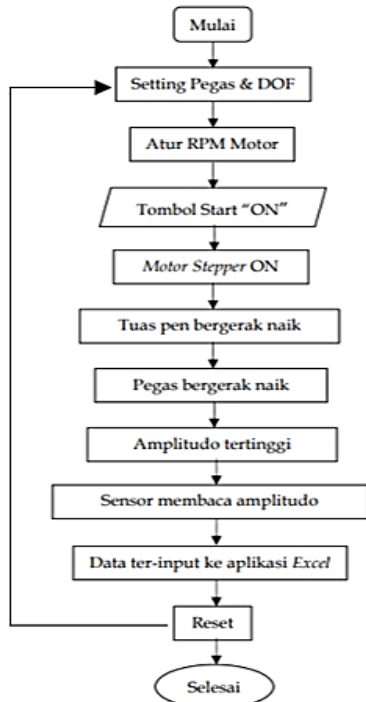 Mulai
Setting Pegas & DOF
Atur RPM Motor
Tombol Start “ON”
Motor Stepper ON
Tuas pen bergerak naik
Pegas bergerak naik
Amplitudo tertinggi
Sensor membaca amplitudo
Data ter-input ke aplikasi Excel
Reset
Selesai